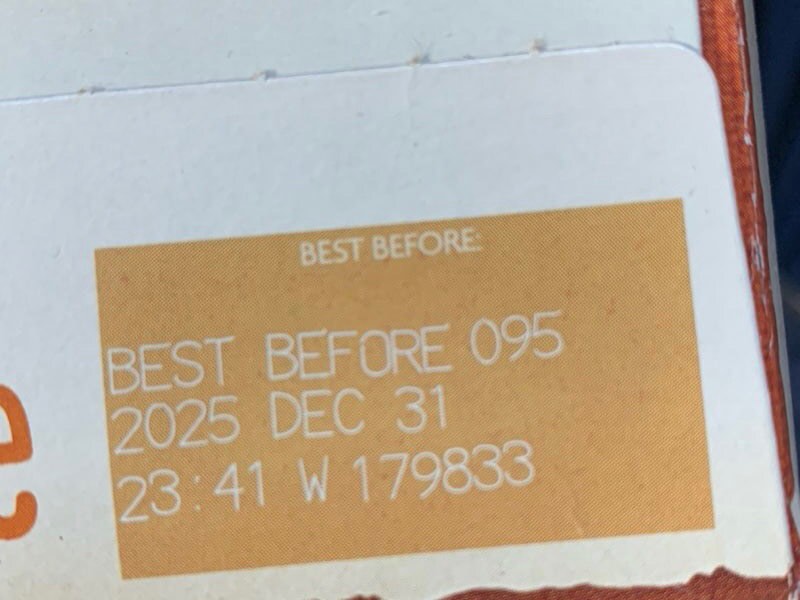 BEST BEFORE:
BEST BEFORE 095
2025 DEC 31
23:41 W 179833
e